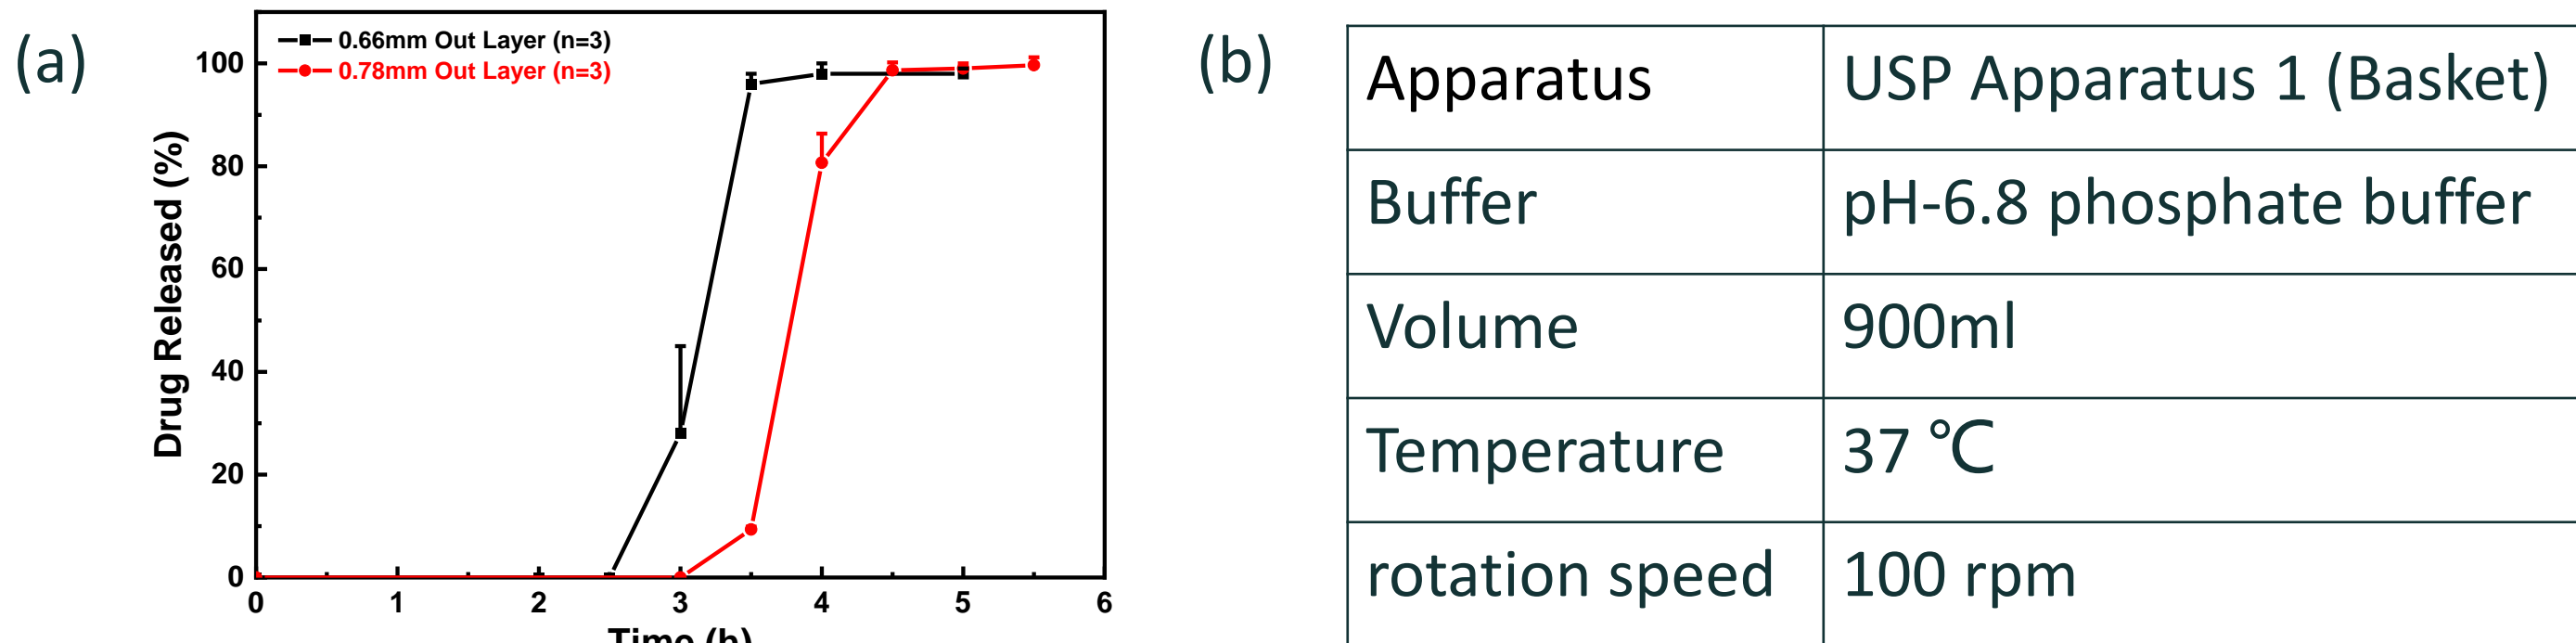 (a)
0.66mm Out Layer (n=3)
0.78mm Out Layer (n=3)
Drug Released (%)
100
80
60
40
20
0
0 1 2 3 4 5 6
Time (h)
(b)
Apparatus USP Apparatus 1 (Basket)
Buffer pH-6.8 phosphate buffer
Volume 900ml
Temperature 37 ℃
rotation speed 100 rpm